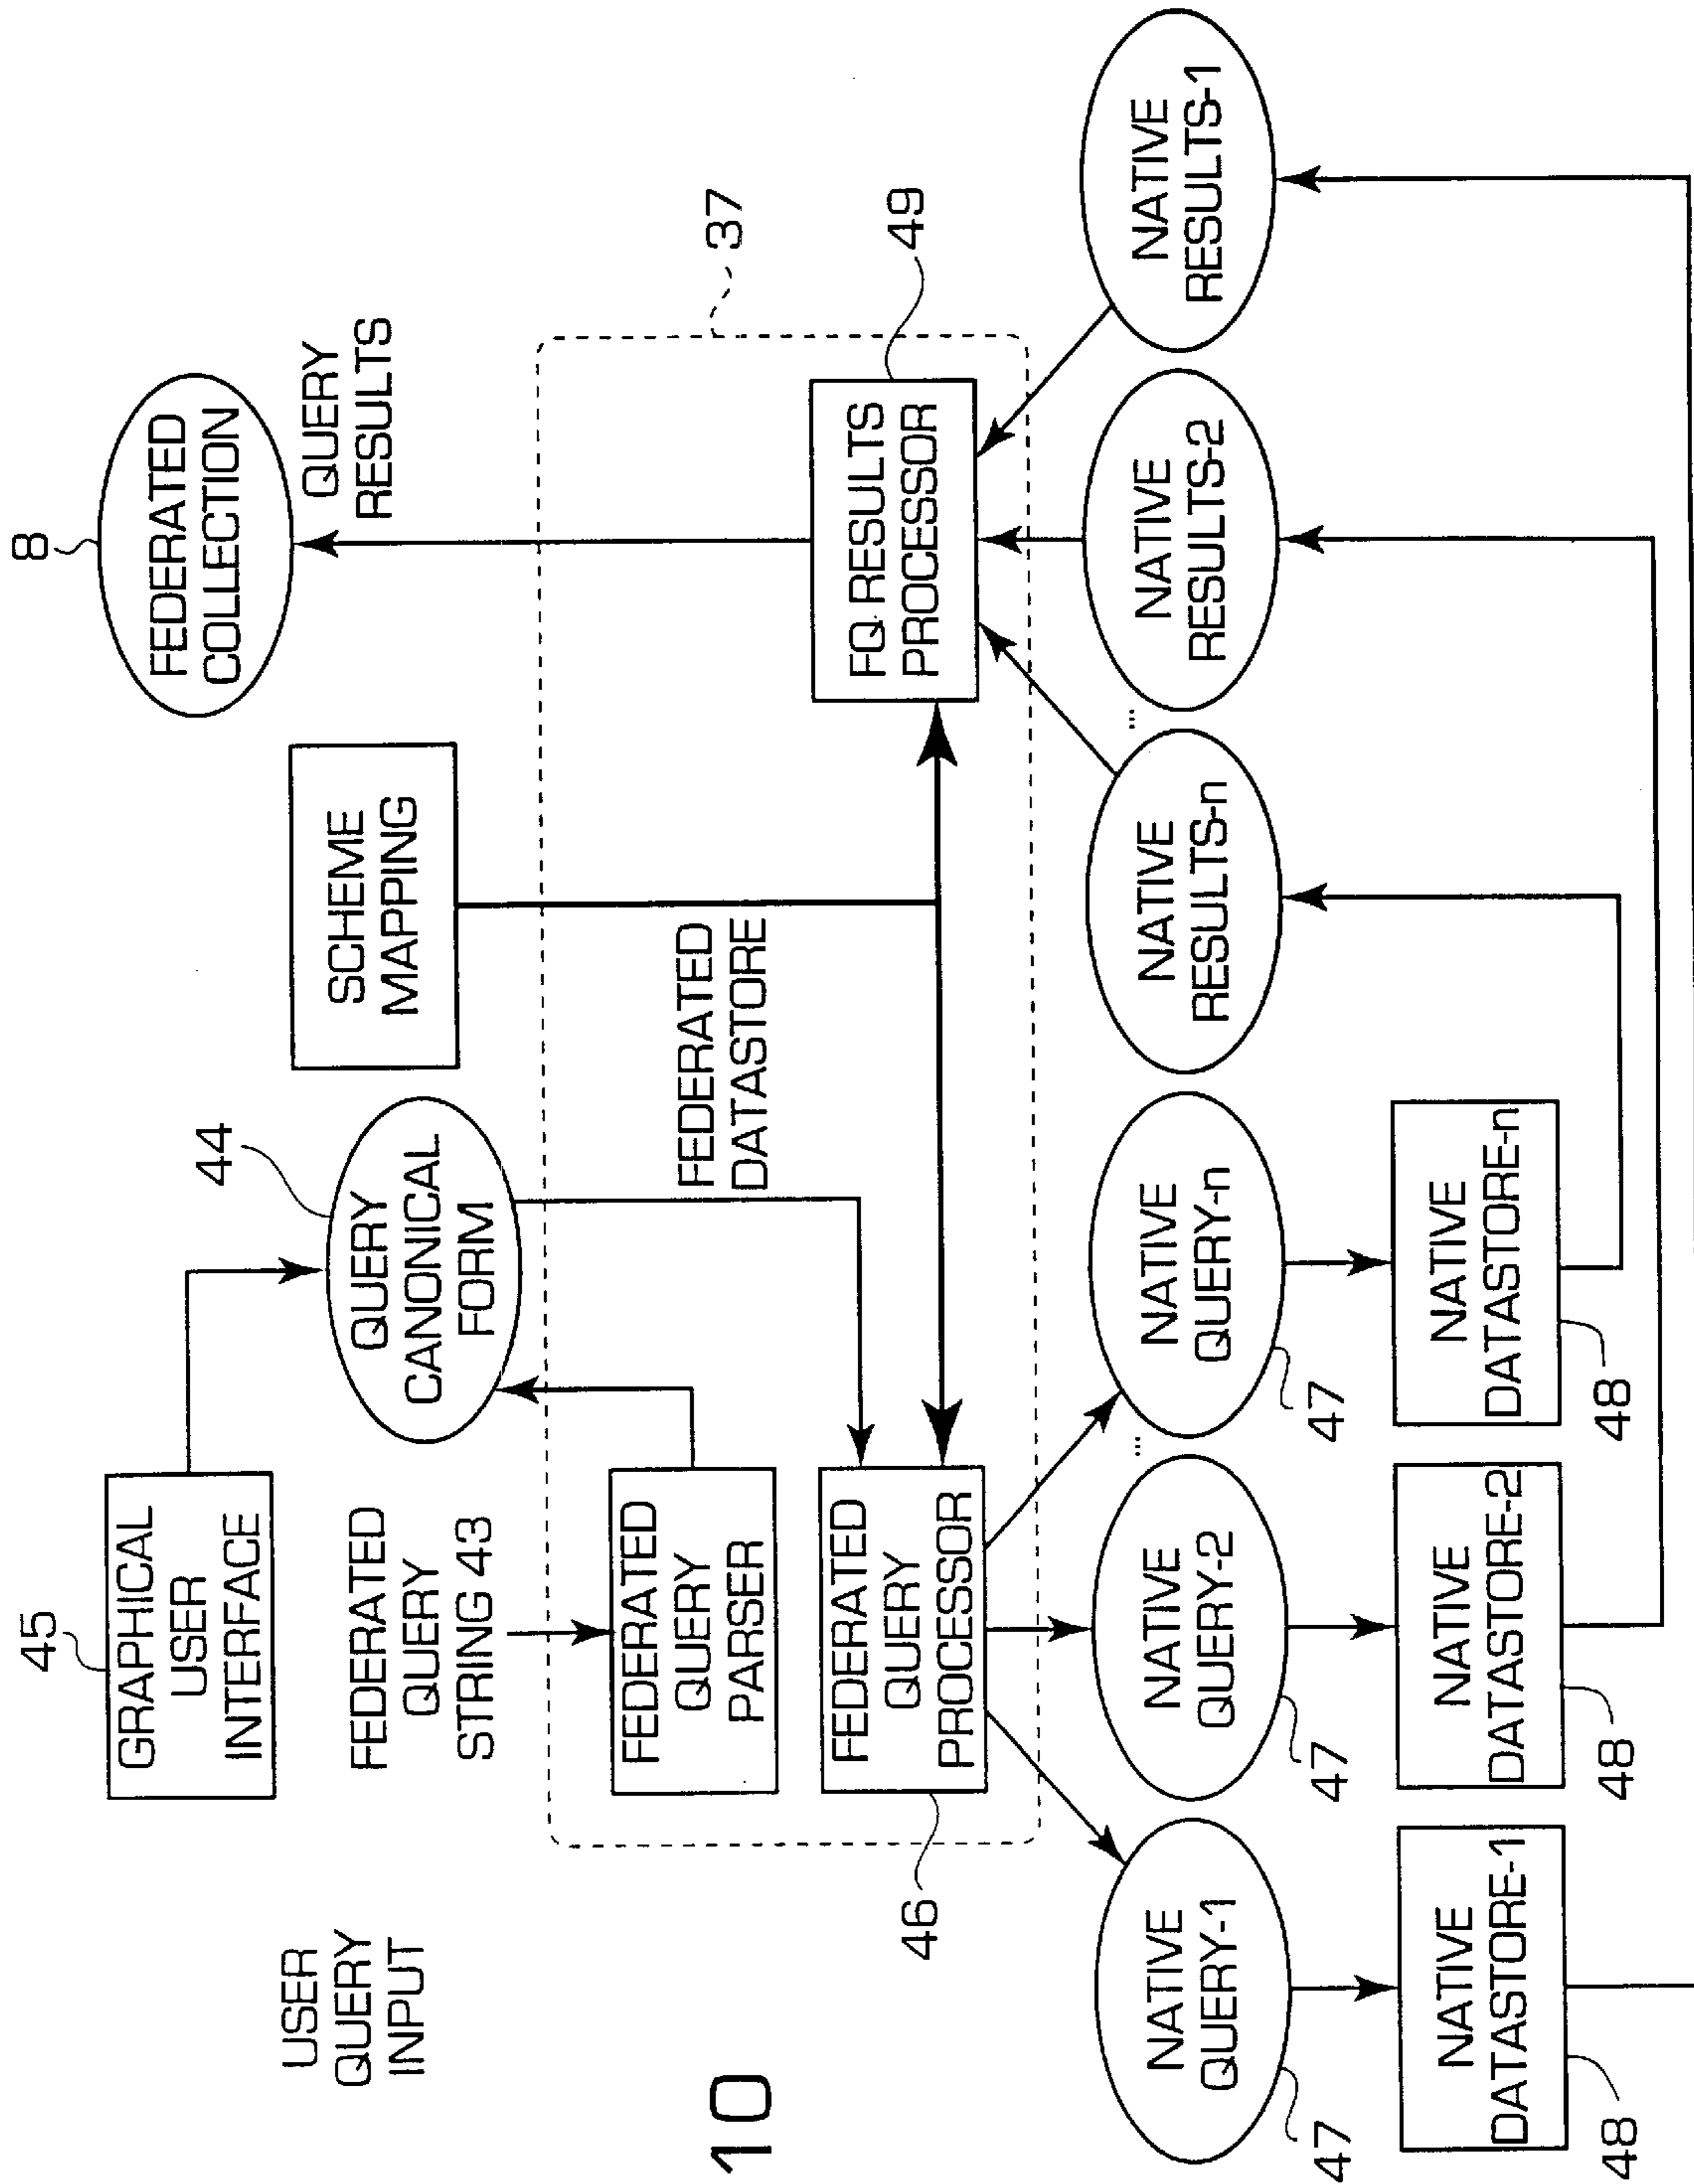 45
GRAPHICAL
USER
INTERFACE
USER
QUERY
INPUT
FEDERATED
QUERY
STRING 43
44
QUERY
CANONICAL
FORM
SCHEME
MAPPING
8
FEDERATED
COLLECTION
QUERY
RESULTS
37
FEDERATED
QUERY
PARSER
FEDERATED
DATASTORE
46
FEDERATED
QUERY
PROCESSOR
FQ RESULTS
PROCESSOR
49
10
NATIVE
QUERY-1
47
NATIVE
QUERY-2
47
...
NATIVE
QUERY-n
47
NATIVE
RESULTS-n
...
NATIVE
RESULTS-2
NATIVE
RESULTS-1
NATIVE
DATASTORE-1
48
NATIVE
DATASTORE-2
48
NATIVE
DATASTORE-n
48